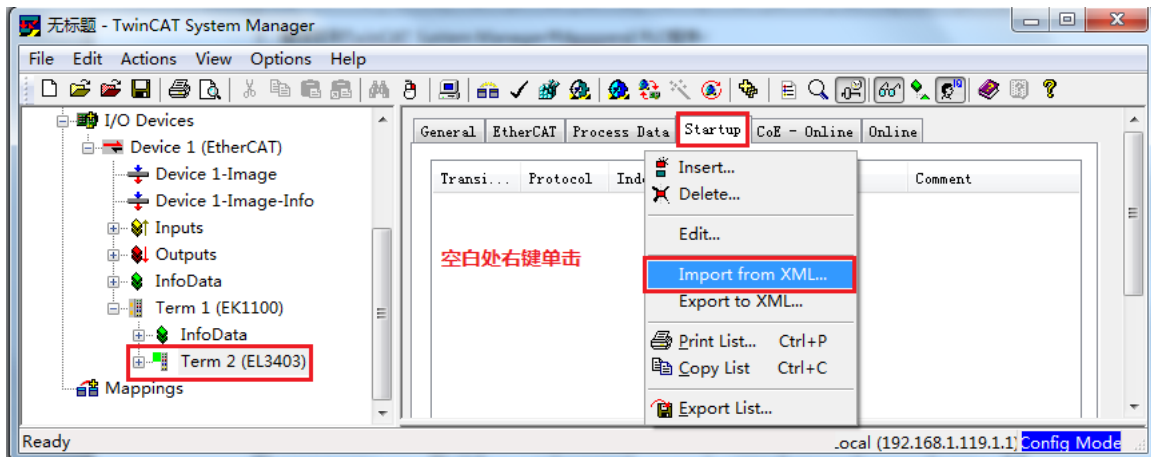 无标题 - TwinCAT System Manager
File Edit Actions View Options Help
I/O Devices
Device 1 (EtherCAT)
Device 1-Image
Device 1-Image-Info
Inputs
Outputs
InfoData
Term 1 (EK1100)
InfoData
Term 2 (EL3403)
Mappings
General EtherCAT Process Data Startup CoE - Online Online
Transi... Protocol Comment
空白处右键单击
Insert...
Delete...
Edit...
Import from XML...
Export to XML...
Print List... Ctrl+P
Copy List Ctrl+C
Export List...
Ready
(192.168.1.119.1.1) Config Mode